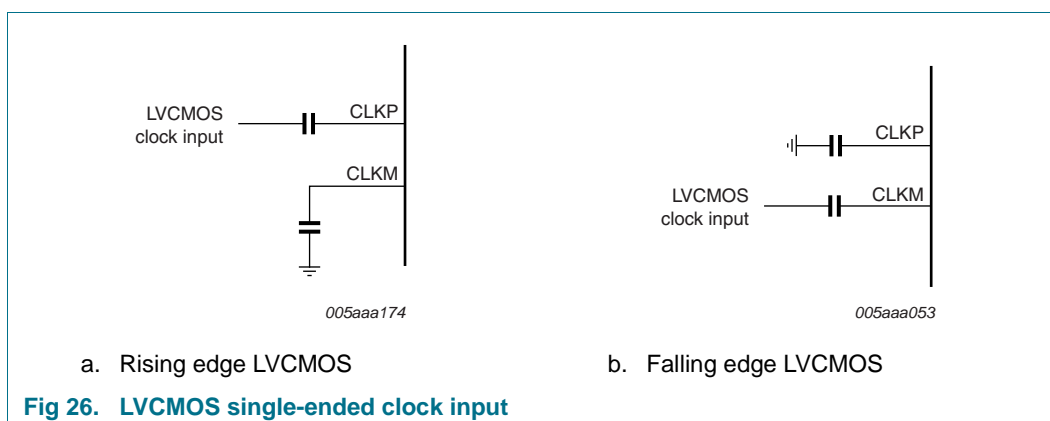 LVCMOS
clock input
CLKP
CLKM
005aaa174
a. Rising edge LVCMOS
CLKP
LVCMOS
clock input
CLKM
005aaa053
b. Falling edge LVCMOS
Fig 26. LVCMOS single-ended clock input